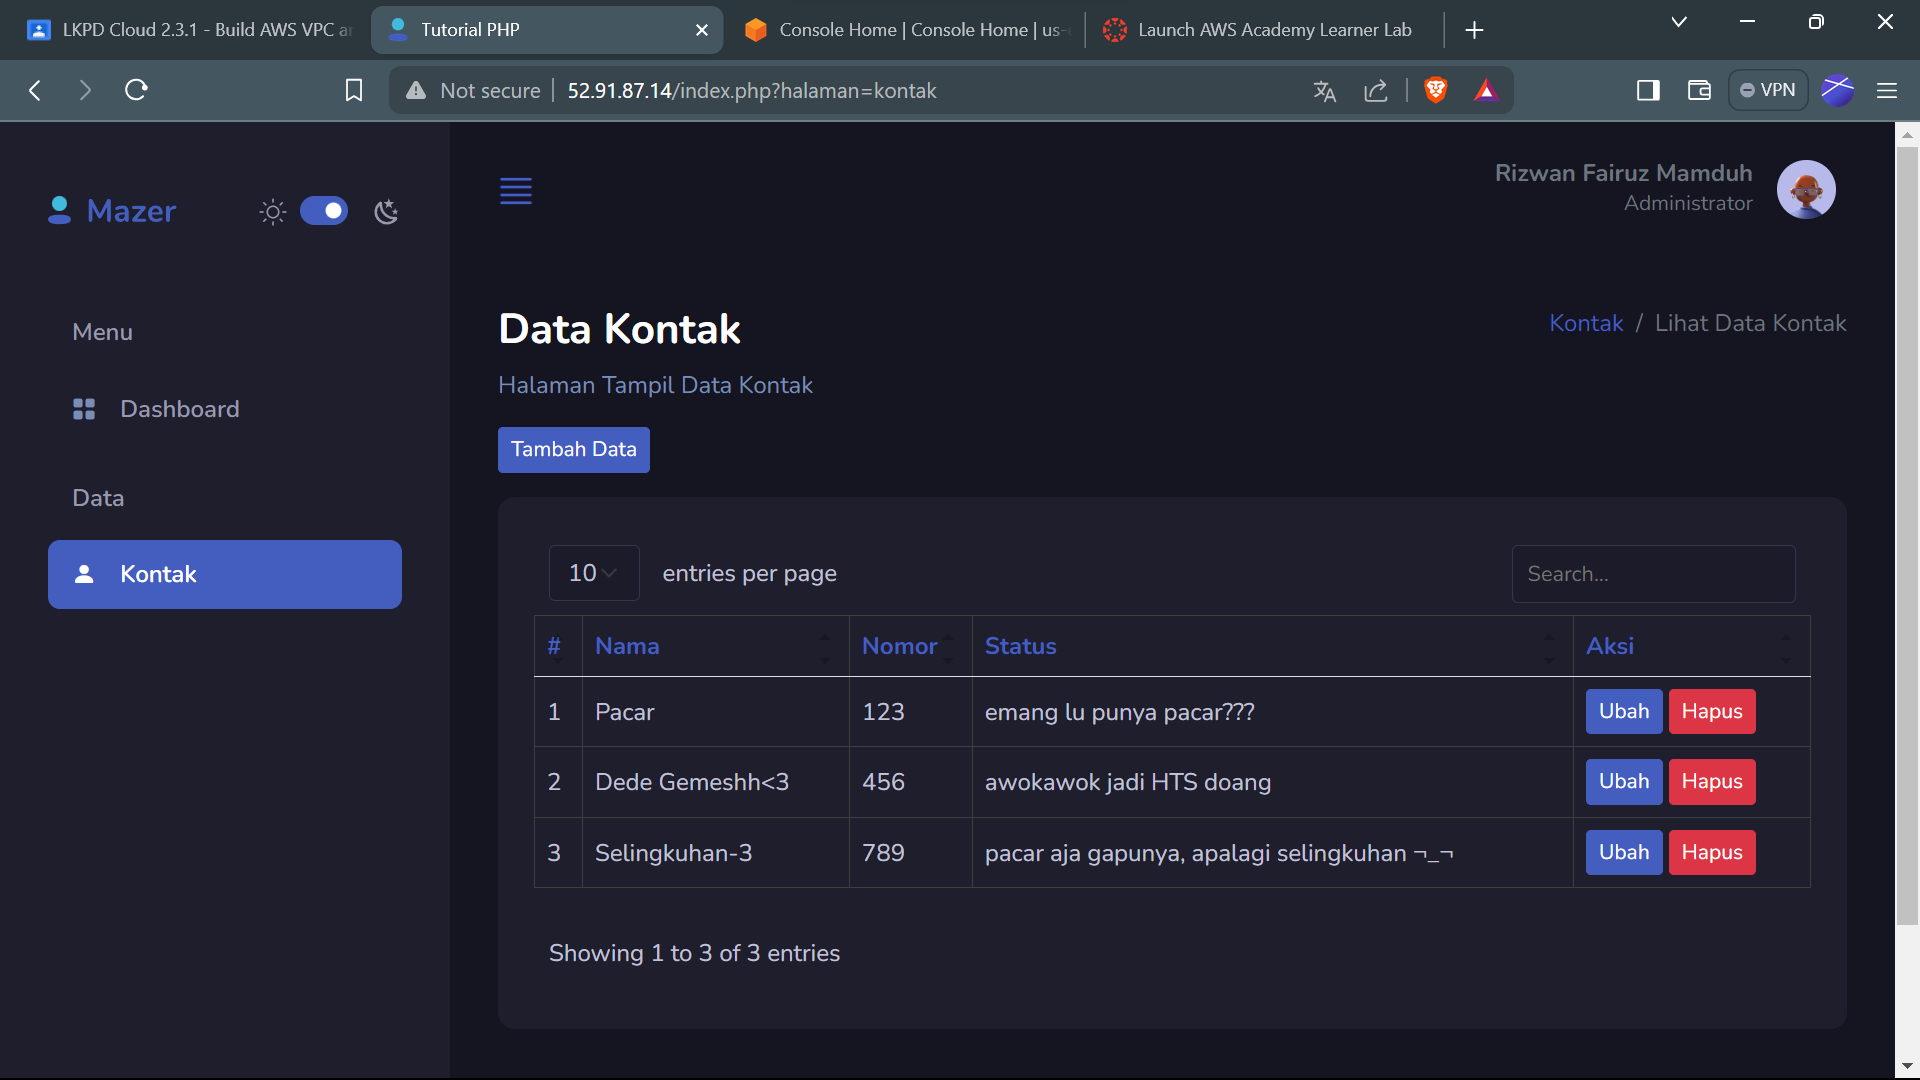 LKPD Cloud 2.3.1 - Build AWS VPC
Tutorial PHP
Console Home | Console Home | us-
Launch AWS Academy Learner Lab
Not secure
52.91.87.14/index.php?halaman=kontak
VPN
Mazer
Rizwan Fairuz Mamduh
Administrator
Menu
Dashboard
Data
Kontak
Data Kontak
Kontak / Lihat Data Kontak
Halaman Tampil Data Kontak
Tambah Data
10 entries per page
Search...
# Nama Nomor Status Aksi
1 Pacar 123 emang lu punya pacar??? Ubah Hapus
2 Dede Gemeshh<3 456 awokawok jadi HTS doang Ubah Hapus
3 Selingkuhan-3 789 pacar aja gapunya, apalagi selingkuhan ¬_¬ Ubah Hapus
Showing 1 to 3 of 3 entries